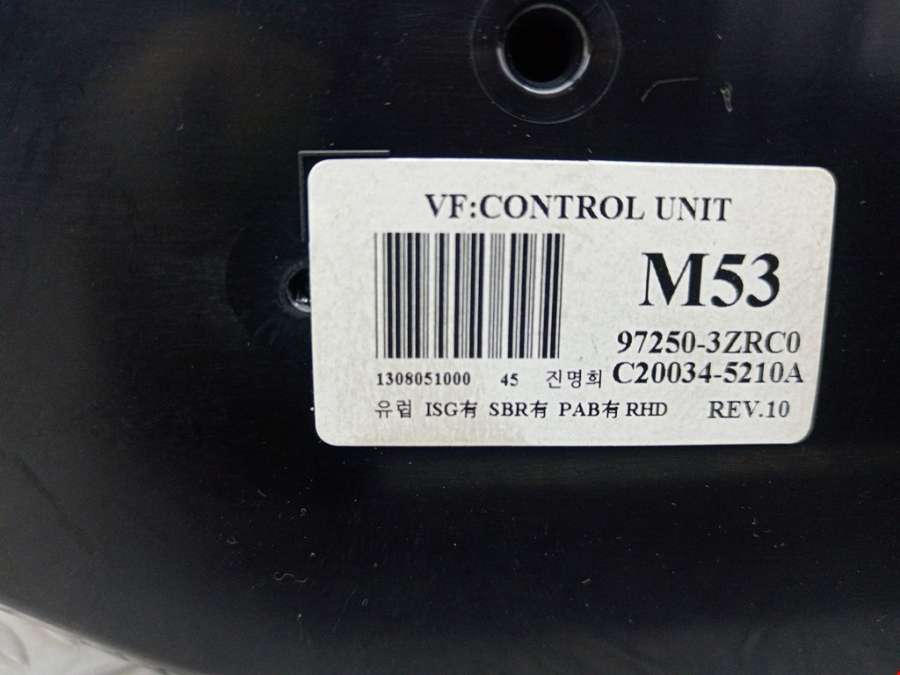 VF:CONTROL UNIT
M53
97250-3ZRC0
1308051000 45 진명희 C20034-5210A
유럽 ISG有 SBR有 PAB有 RHD REV.10